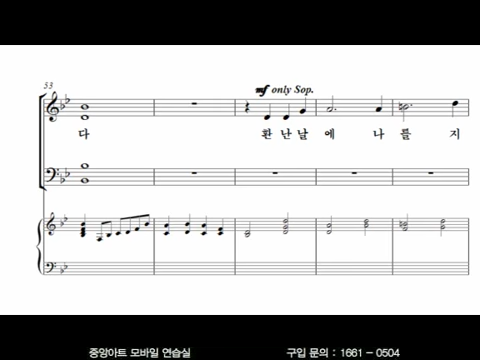 53
mf only Sop.
다 환 난 날 에 나 를 지
중앙아트 모바일 연습실 구입 문의 : 1661 - 0504